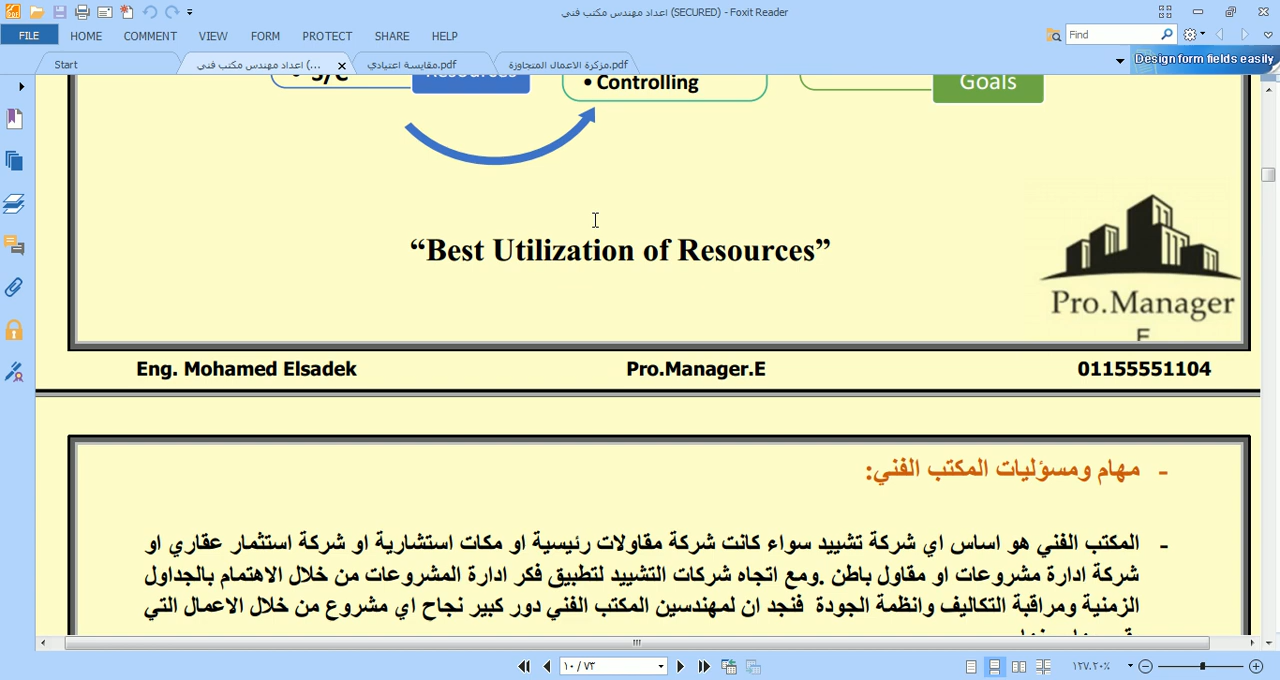 اعداد مهندس مكتب فني (SECURED) - Foxit Reader
FILE HOME COMMENT VIEW FORM PROTECT SHARE HELP
Find
Start
اعداد مهندس مكتب فني (...
مقايسة اعتيادي.pdf
مزكرة الاعمال المتجاوزة.pdf
Design form fields easily
• S/C
Resources
• Controlling
Goals
“Best Utilization of Resources”
Pro.Manager
E
Eng. Mohamed Elsadek
Pro.Manager.E
01155551104
- مهام ومسؤليات المكتب الفني:
- المكتب الفني هو اساس اي شركة تشييد سواء كانت شركة مقاولات رئيسية او مكات استشارية او شركة استثمار عقاري او
شركة ادارة مشروعات او مقاول باطن .ومع اتجاه شركات التشييد لتطبيق فكر ادارة المشروعات من خلال الاهتمام بالجداول
الزمنية ومراقبة التكاليف وانظمة الجودة فنجد ان لمهندسين المكتب الفني دور كبير نجاح اي مشروع من خلال الاعمال التي
١٠ / ٧٣
١٢٧.٢٠%